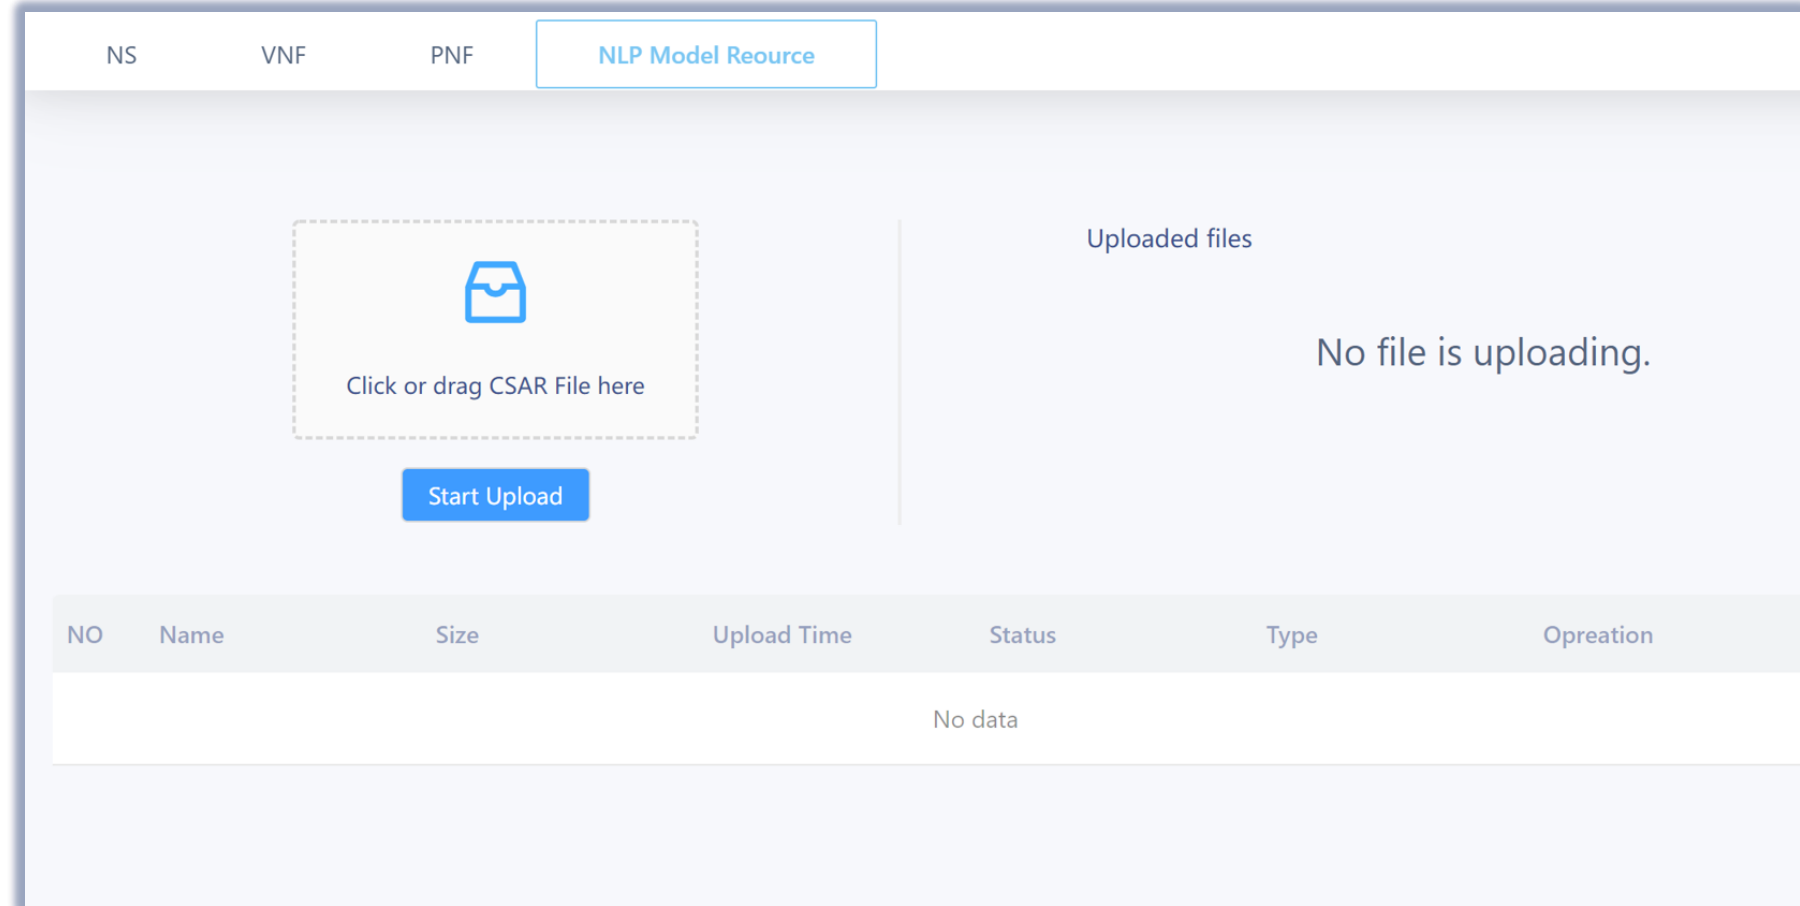 NS VNF PNF NLP Model Reource
Uploaded files
No file is uploading.
Click or drag CSAR File here
Start Upload
NO Name Size Upload Time Status Type Opreation
No data